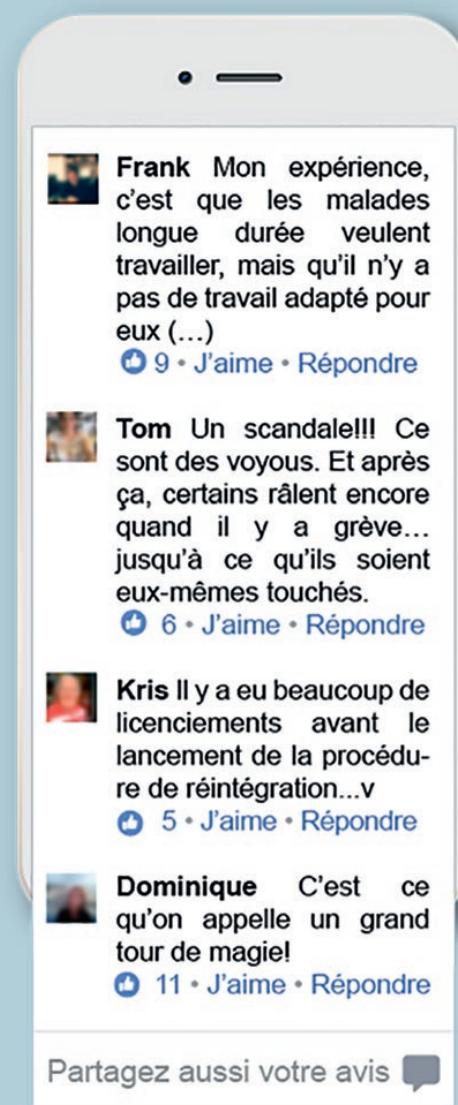 Frank Mon expérience,
c'est que les malades
longue durée veulent
travailler, mais qu'il n'y a
pas de travail adapté pour
eux (…)
9 • J'aime • Répondre
Tom Un scandale!!! Ce
sont des voyous. Et après
ça, certains râlent encore
quand il y a grève…
jusqu'à ce qu'ils soient
eux-mêmes touchés.
6 • J'aime • Répondre
Kris Il y a eu beaucoup de
licenciements avant le
lancement de la procédu-
re de réintégration...v
5 • J'aime • Répondre
Dominique C'est ce
qu'on appelle un grand
tour de magie!
11 • J'aime • Répondre
Partagez aussi votre avis